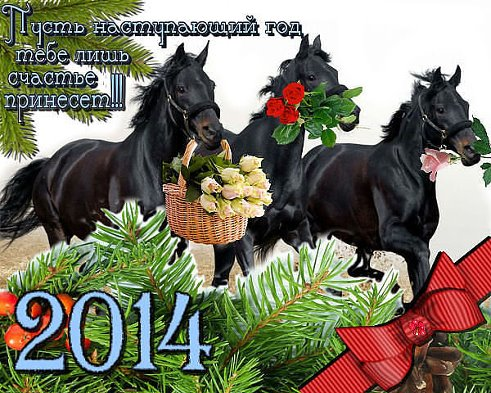 Пусть наступающий год
тебе лишь
счастье
принесет!!!
2014